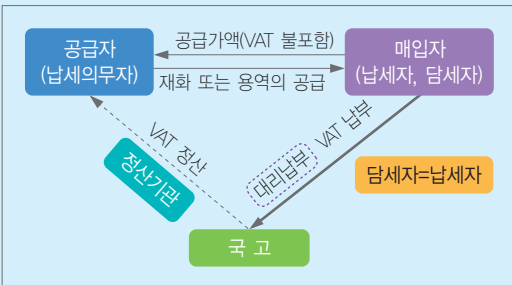 공급자
(납세의무자)
공급가액(VAT 불포함)
재화 또는 용역의 공급
매입자
(납세자, 담세자)
VAT 정산
정산기관
대리납부 VAT 납부
담세자=납세자
국 고